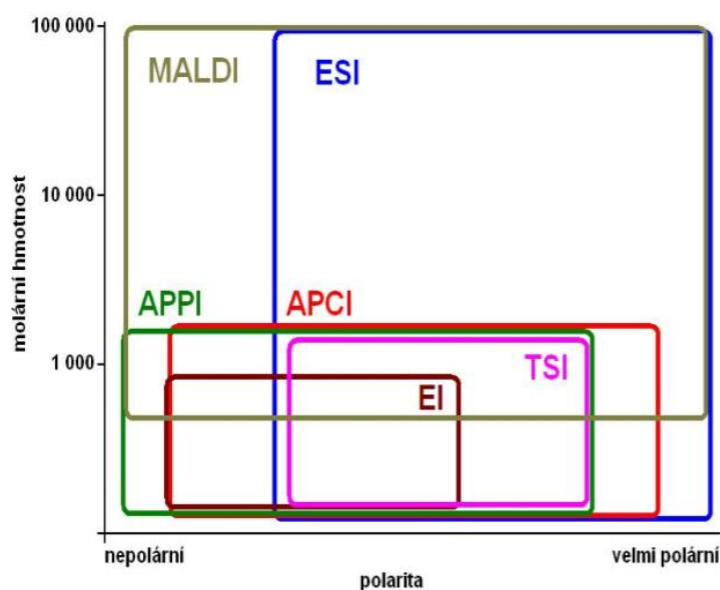 100 000
MALDI
ESI
molární hmotnost
10 000
APPI
APCI
1 000
TSI
EI
nepolární
velmi polární
polarita